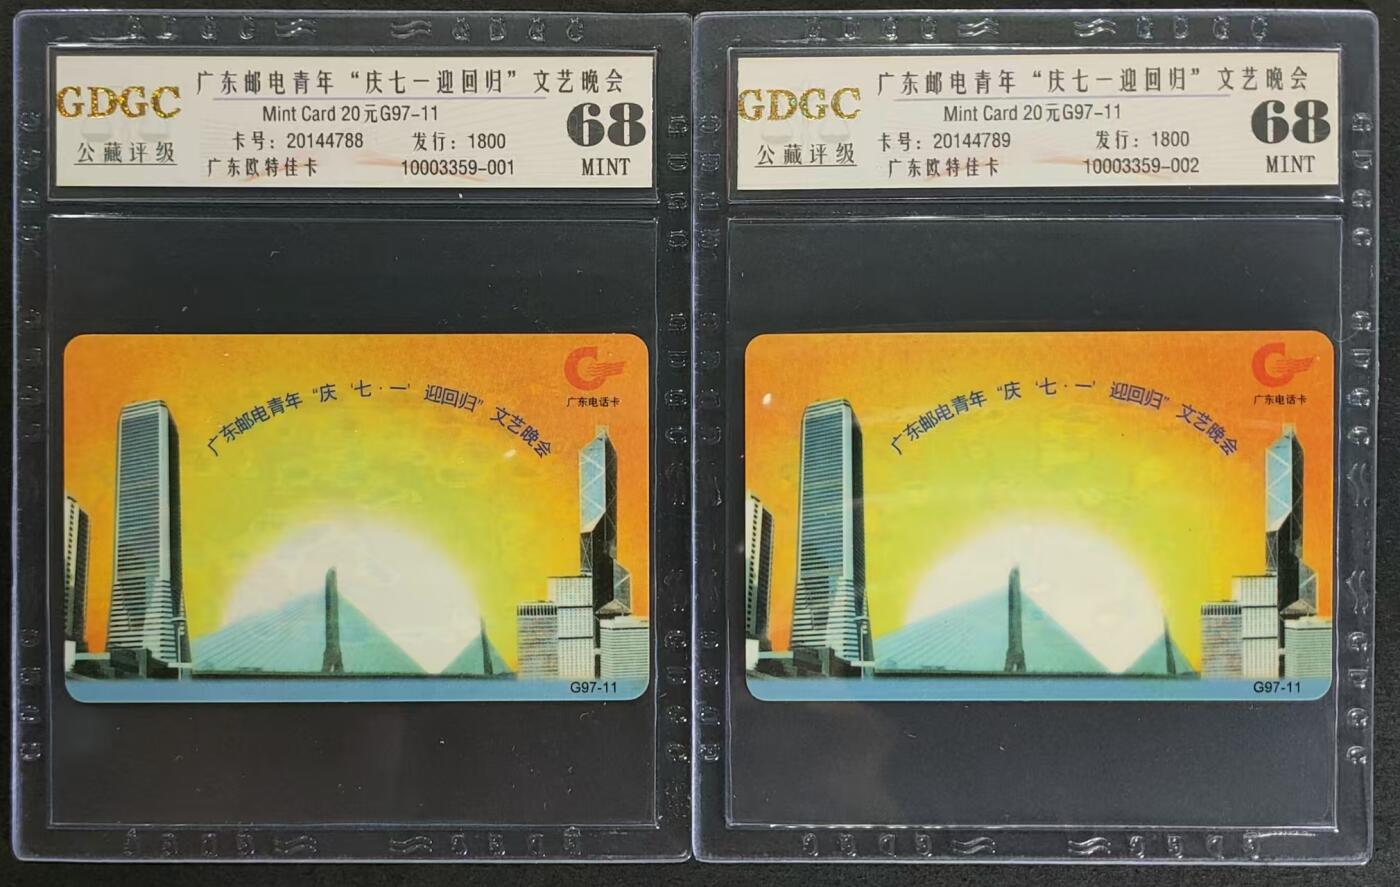 GDGC
公藏评级
广东邮电青年“庆七一迎回归”文艺晚会
Mint Card 20元G97-11
卡号：20144788 发行：1800
广东欧特佳卡 10003359-001
68
MINT
广东电话卡
广东邮电青年“庆‘七·一’迎回归”文艺晚会
G97-11
GDGC
公藏评级
广东邮电青年“庆七一迎回归”文艺晚会
Mint Card 20元G97-11
卡号：20144789 发行：1800
广东欧特佳卡 10003359-002
68
MINT
广东电话卡
广东邮电青年“庆‘七·一’迎回归”文艺晚会
G97-11